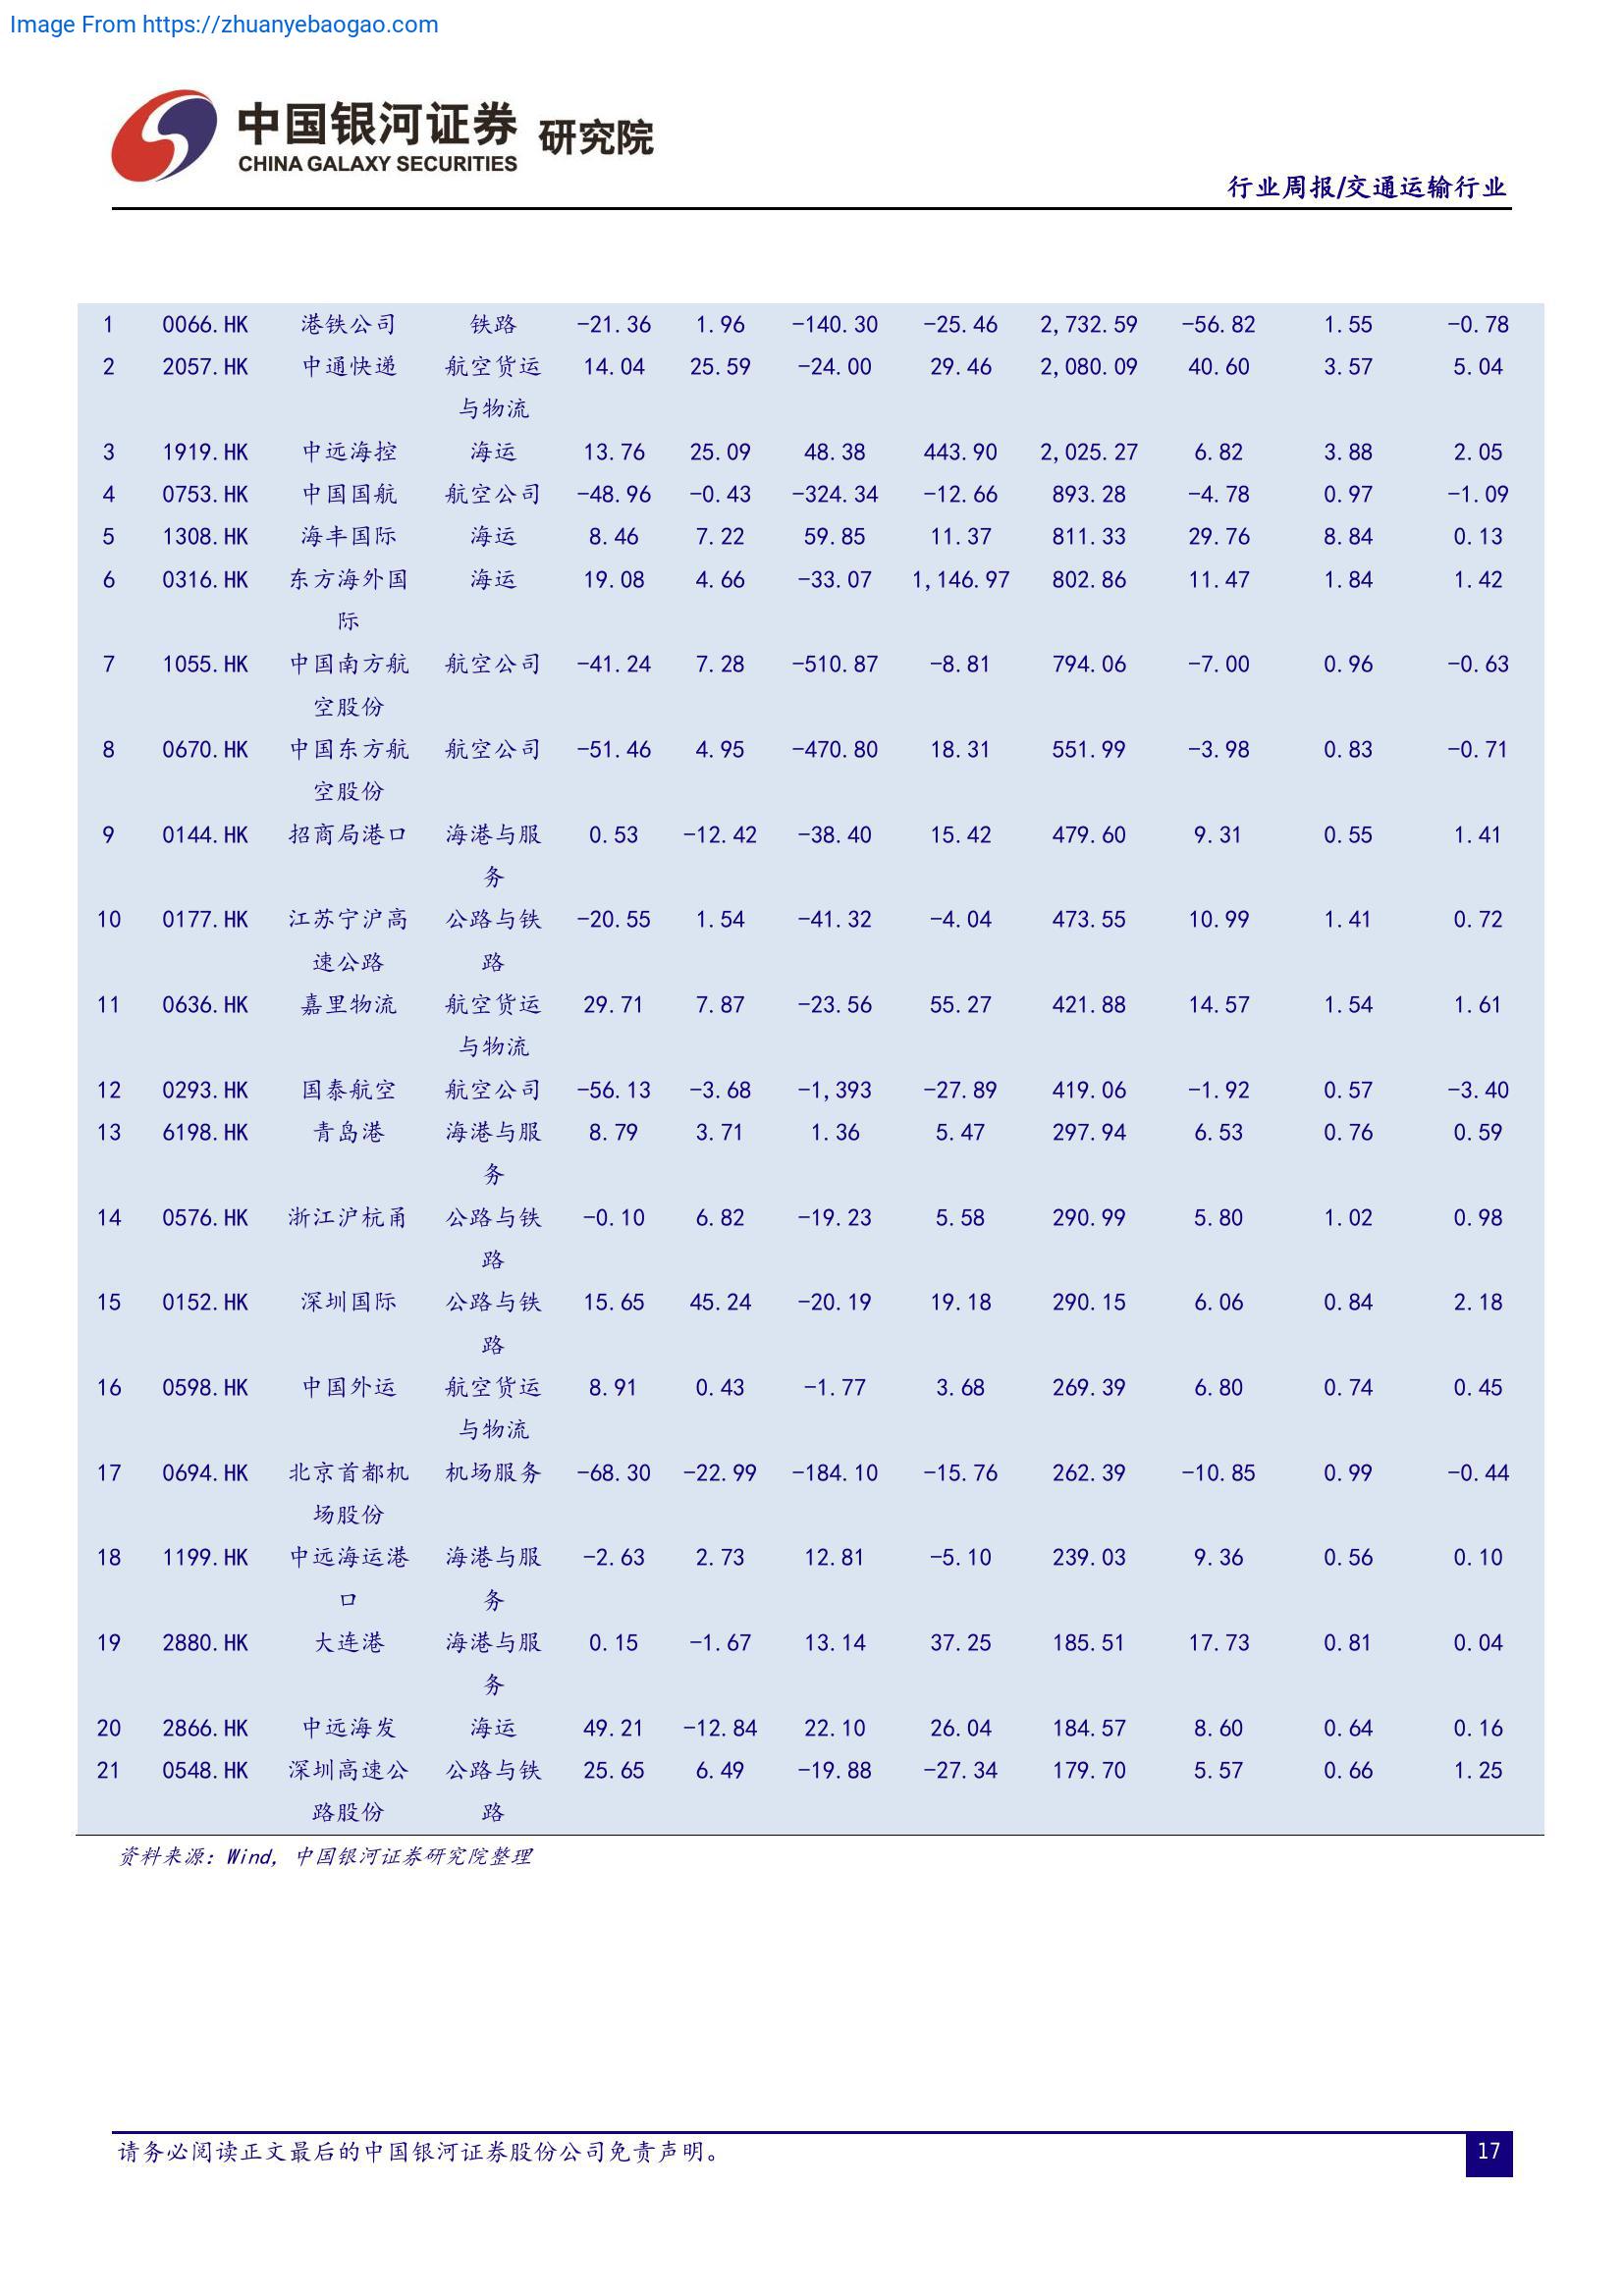 Image From https://zhuanyebaogao.com
中国银河证券 研究院
CHINA GALAXY SECURITIES
行业周报/交通运输行业
1 0066.HK 港铁公司 铁路 -21.36 1.96 -140.30 -25.46 2,732.59 -56.82 1.55 -0.78
2 2057.HK 中通快递 航空货运 14.04 25.59 -24.00 29.46 2,080.09 40.60 3.57 5.04
与物流
3 1919.HK 中远海控 海运 13.76 25.09 48.38 443.90 2,025.27 6.82 3.88 2.05
4 0753.HK 中国国航 航空公司 -48.96 -0.43 -324.34 -12.66 893.28 -4.78 0.97 -1.09
5 1308.HK 海丰国际 海运 8.46 7.22 59.85 11.37 811.33 29.76 8.84 0.13
6 0316.HK 东方海外国 海运 19.08 4.66 -33.07 1,146.97 802.86 11.47 1.84 1.42
际
7 1055.HK 中国南方航 航空公司 -41.24 7.28 -510.87 -8.81 794.06 -7.00 0.96 -0.63
空股份
8 0670.HK 中国东方航 航空公司 -51.46 4.95 -470.80 18.31 551.99 -3.98 0.83 -0.71
空股份
9 0144.HK 招商局港口 海港与服 0.53 -12.42 -38.40 15.42 479.60 9.31 0.55 1.41
务
10 0177.HK 江苏宁沪高 公路与铁 -20.55 1.54 -41.32 -4.04 473.55 10.99 1.41 0.72
速公路 路
11 0636.HK 嘉里物流 航空货运 29.71 7.87 -23.56 55.27 421.88 14.57 1.54 1.61
与物流
12 0293.HK 国泰航空 航空公司 -56.13 -3.68 -1,393 -27.89 419.06 -1.92 0.57 -3.40
13 6198.HK 青岛港 海港与服 8.79 3.71 1.36 5.47 297.94 6.53 0.76 0.59
务
14 0576.HK 浙江沪杭甬 公路与铁 -0.10 6.82 -19.23 5.58 290.99 5.80 1.02 0.98
路
15 0152.HK 深圳国际 公路与铁 15.65 45.24 -20.19 19.18 290.15 6.06 0.84 2.18
路
16 0598.HK 中国外运 航空货运 8.91 0.43 -1.77 3.68 269.39 6.80 0.74 0.45
与物流
17 0694.HK 北京首都机 机场服务 -68.30 -22.99 -184.10 -15.76 262.39 -10.85 0.99 -0.44
场股份
18 1199.HK 中远海运港 海港与服 -2.63 2.73 12.81 -5.10 239.03 9.36 0.56 0.10
口 务
19 2880.HK 大连港 海港与服 0.15 -1.67 13.14 37.25 185.51 17.73 0.81 0.04
务
20 2866.HK 中远海发 海运 49.21 -12.84 22.10 26.04 184.57 8.60 0.64 0.16
21 0548.HK 深圳高速公 公路与铁 25.65 6.49 -19.88 -27.34 179.70 5.57 0.66 1.25
路股份 路
资料来源：Wind，中国银河证券研究院整理
请务必阅读正文最后的中国银河证券股份公司免责声明。
17